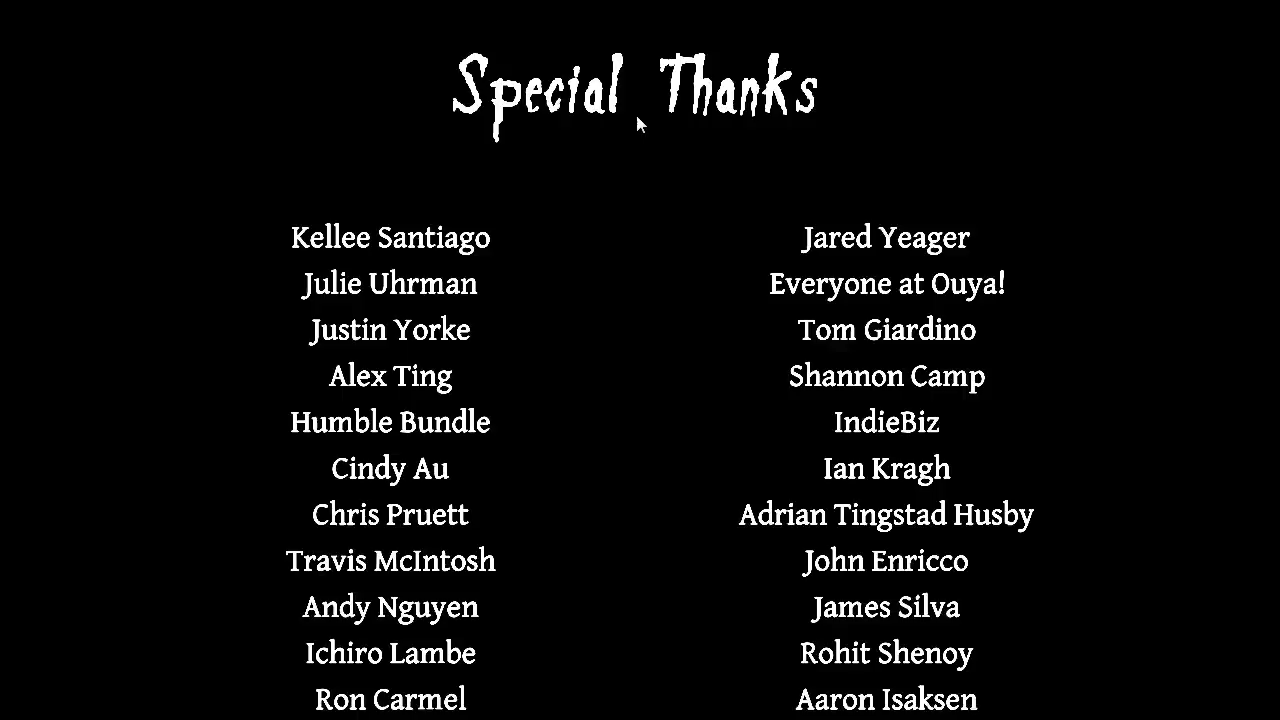 Special Thanks
Kellee Santiago
Jared Yeager
Julie Uhrman
Everyone at Ouya!
Justin Yorke
Tom Giardino
Alex Ting
Shannon Camp
Humble Bundle
IndieBiz
Cindy Au
Ian Kragh
Chris Pruett
Adrian Tingstad Husby
Travis McIntosh
John Enricco
Andy Nguyen
James Silva
Ichiro Lambe
Rohit Shenoy
Ron Carmel
Aaron Isaksen